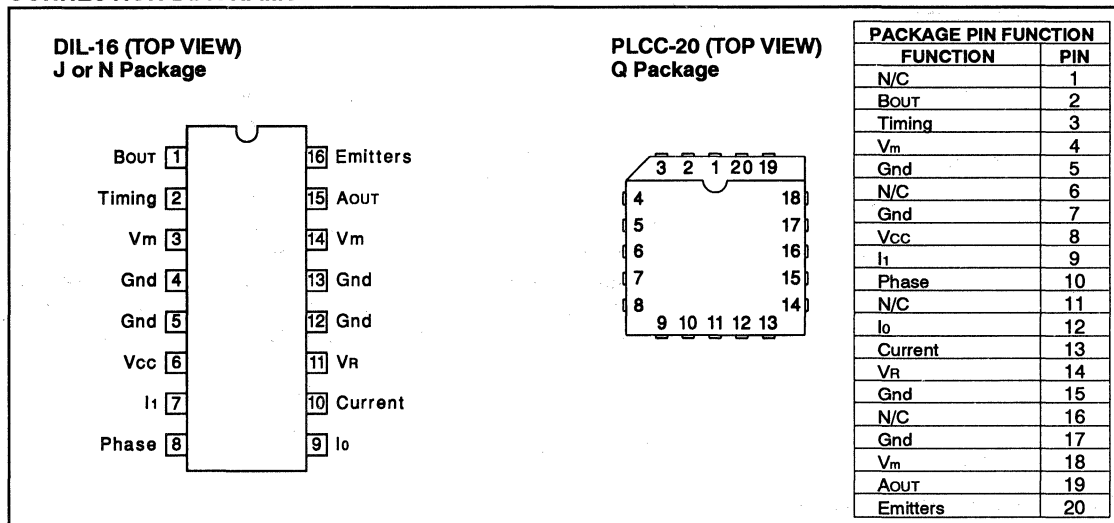 DIL-16 (TOP VIEW)
J or N Package
BOUT 1
Timing 2
Vm 3
Gnd 4
Gnd 5
Vcc 6
I1 7
Phase 8
16 Emitters
15 AOUT
14 Vm
13 Gnd
12 Gnd
11 VR
10 Current
9 I0
PLCC-20 (TOP VIEW)
Q Package
3 2 1 20 19
4 18
5 17
6 16
7 15
8 14
9 10 11 12 13
PACKAGE PIN FUNCTION
FUNCTION PIN
N/C 1
BOUT 2
Timing 3
Vm 4
Gnd 5
N/C 6
Gnd 7
Vcc 8
I1 9
Phase 10
N/C 11
I0 12
Current 13
VR 14
Gnd 15
N/C 16
Gnd 17
Vm 18
AOUT 19
Emitters 20